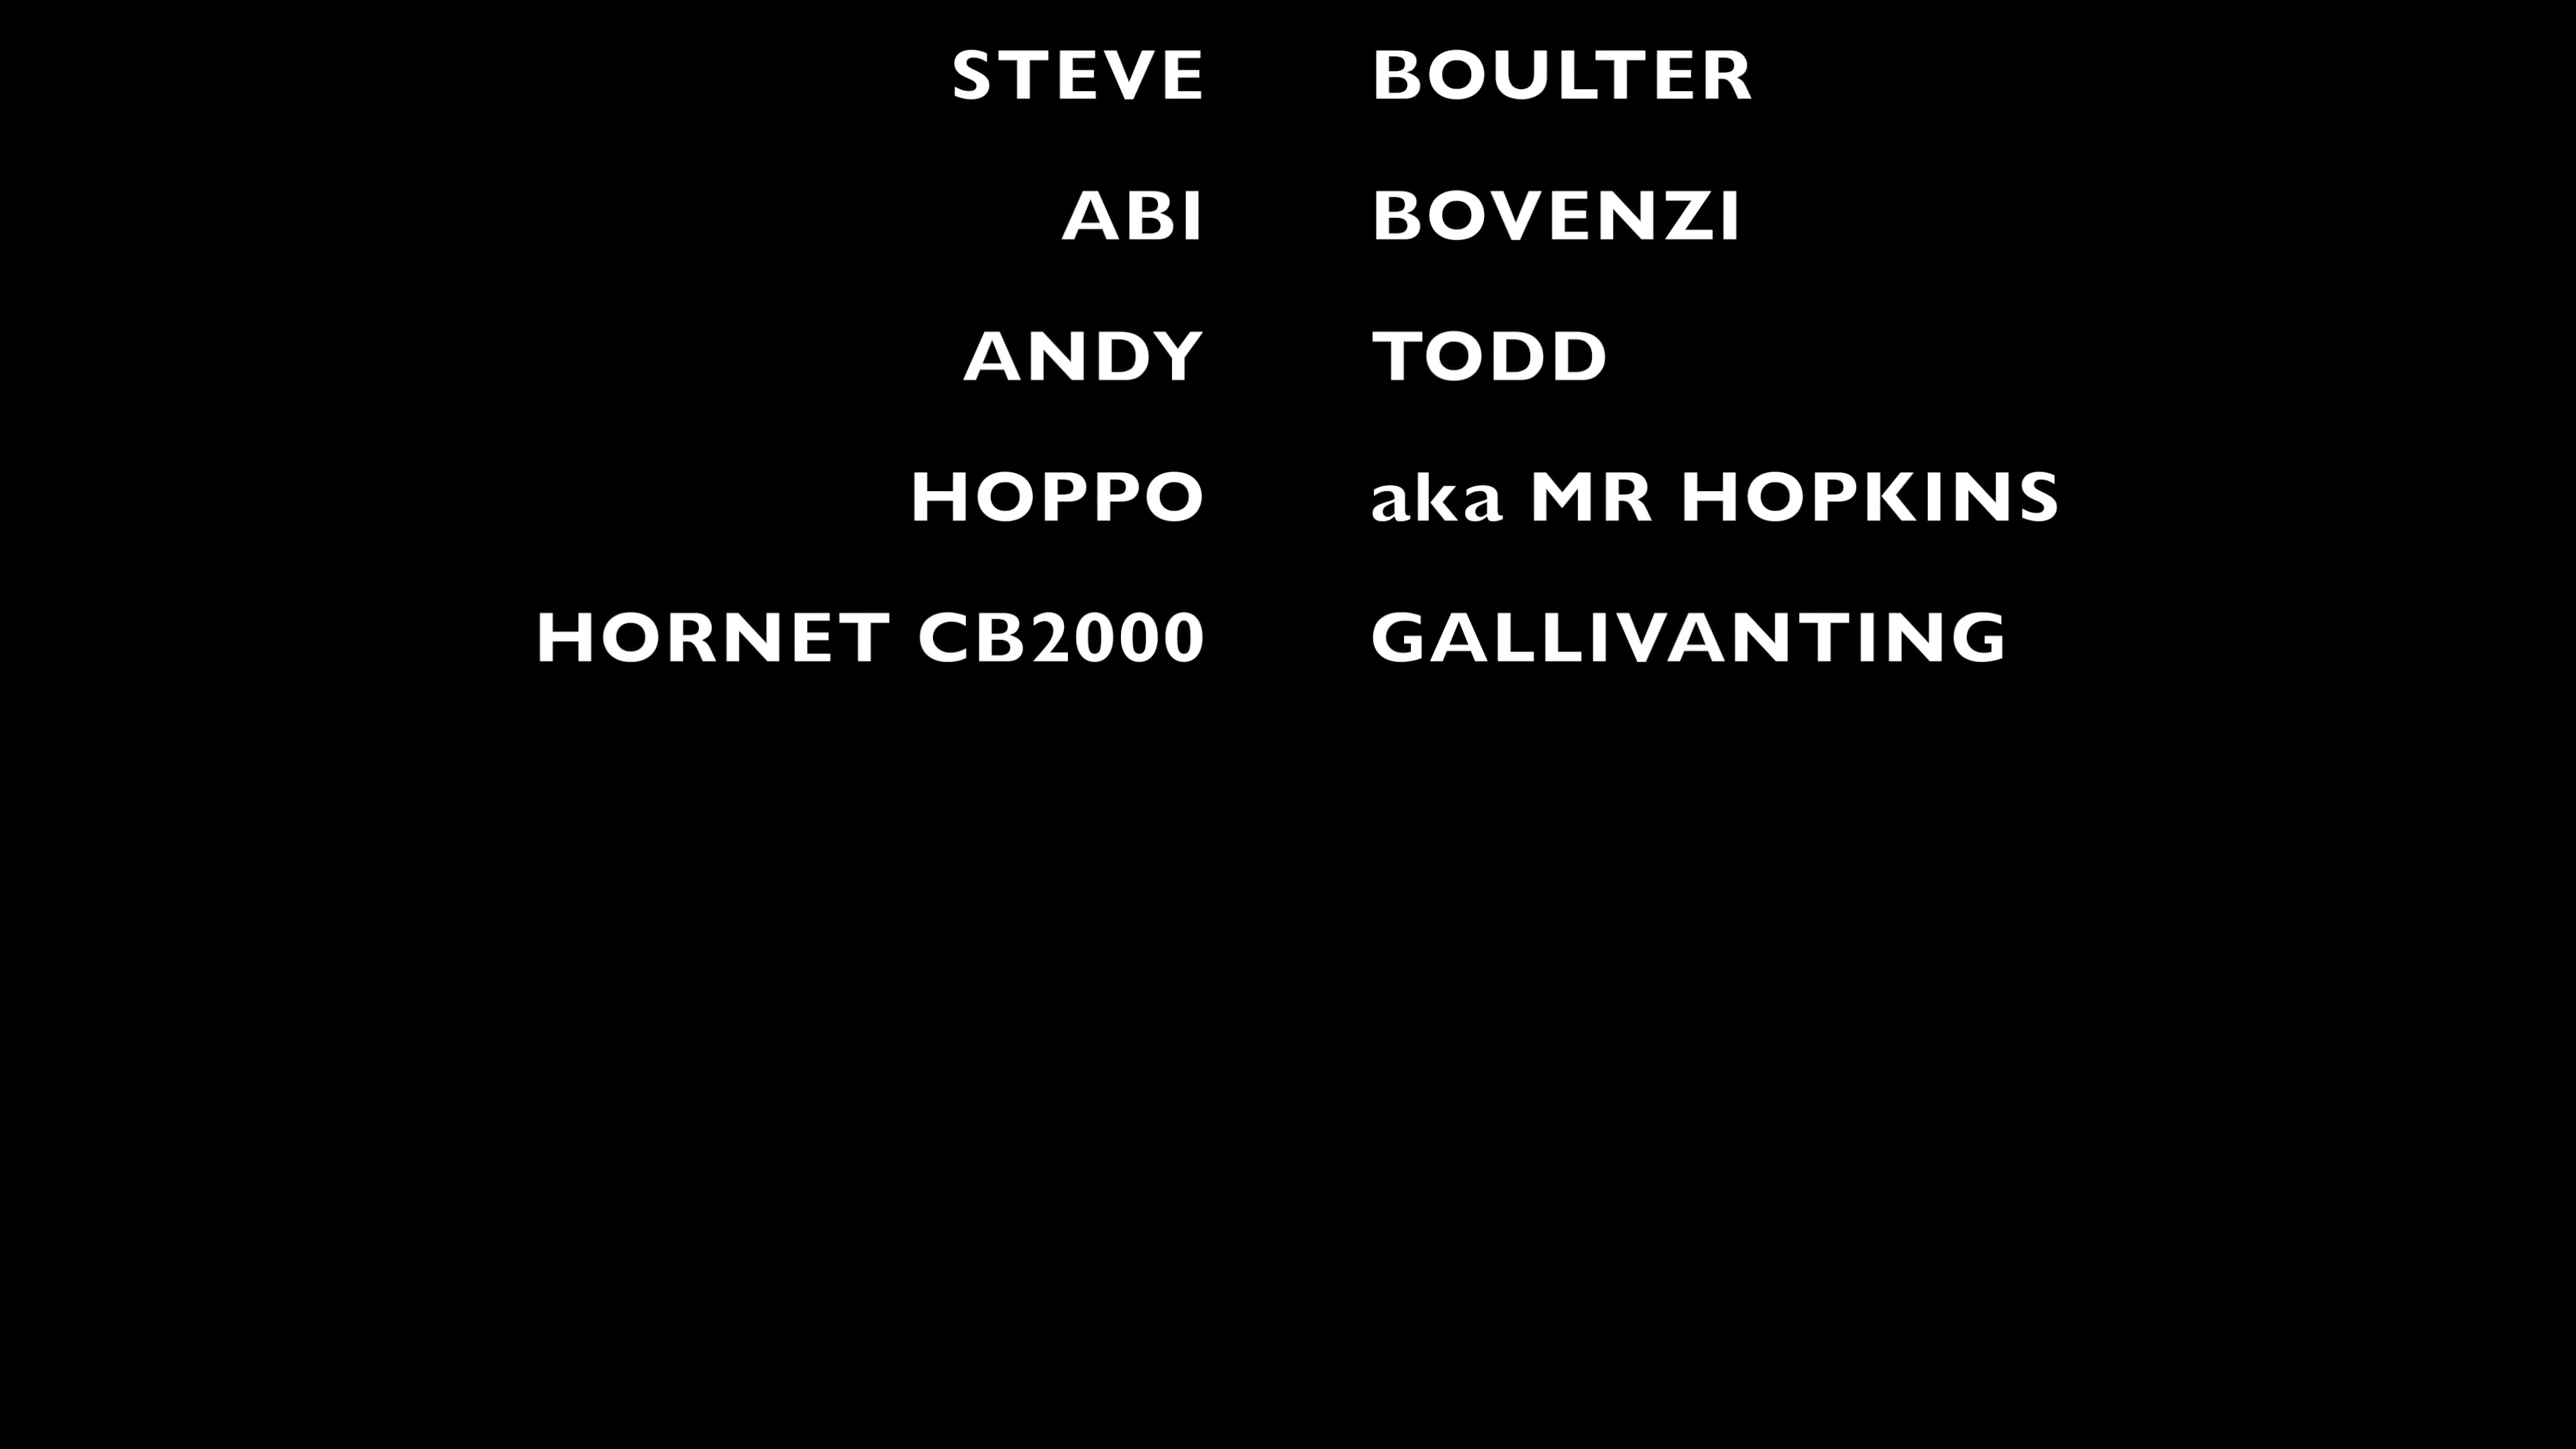 STEVE BOULTER
ABI BOVENZI
ANDY TODD
HOPPO aka MR HOPKINS
HORNET CB2000 GALLIVANTING